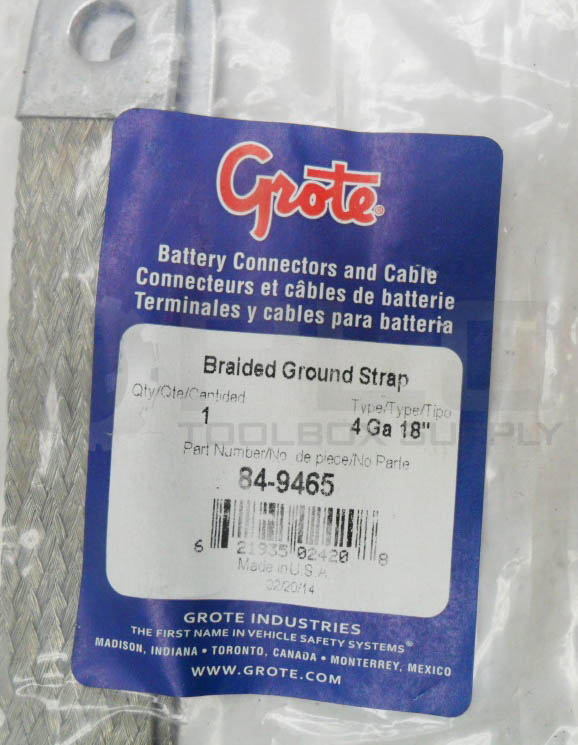 Grote®
Battery Connectors and Cable
Connecteurs et câbles de batterie
Terminales y cables para batteria
Braided Ground Strap
Qty/Qte/Cantidad
Type/Type/Tipo
1
4 Ga 18"
Part Number/No. de piece/No Parte
84-9465
6 21935 02420 8
Made in U.S.A.
02/20/14
TOOLBOX SUPPLY
GROTE INDUSTRIES
THE FIRST NAME IN VEHICLE SAFETY SYSTEMS®
MADISON, INDIANA • TORONTO, CANADA • MONTERREY, MEXICO
WWW.GROTE.COM